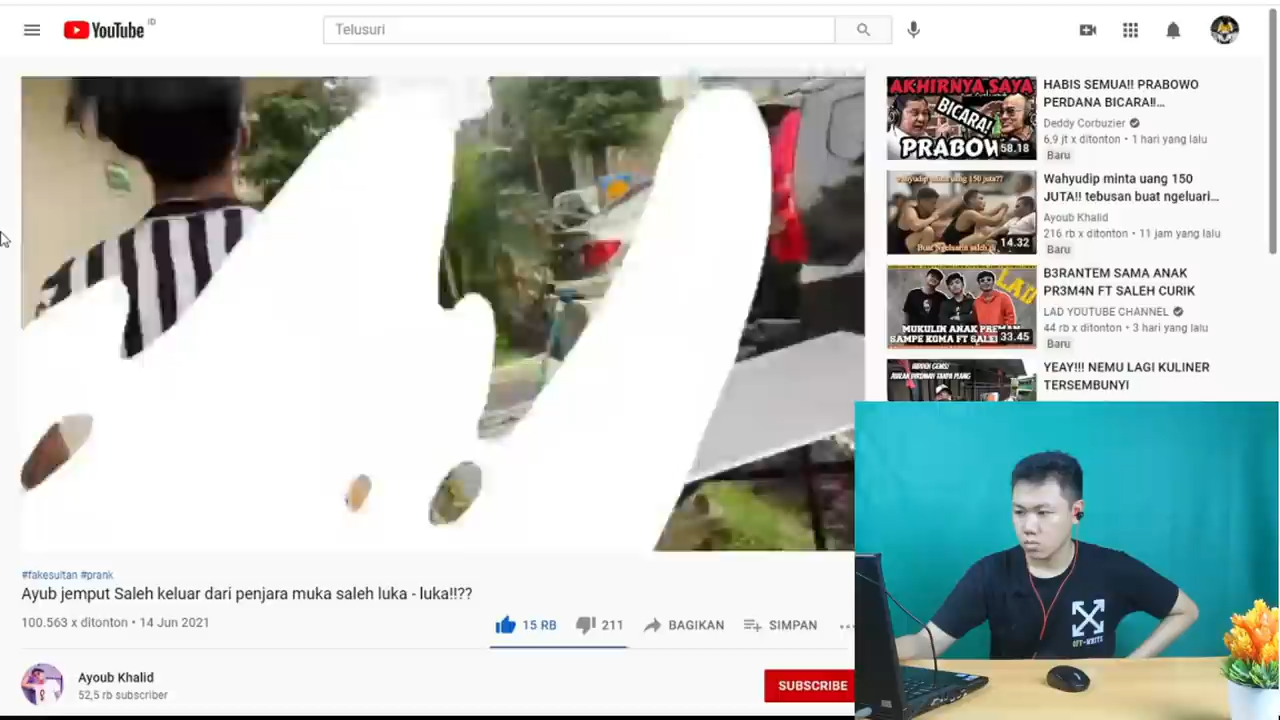 YouTube ID
Telusuri
#fakesultan #prank
Ayub jemput Saleh keluar dari penjara muka saleh luka - luka!!??
100.563 x ditonton • 14 Jun 2021
15 RB
211
BAGIKAN
SIMPAN
Ayoub Khalid
52,5 rb subscriber
SUBSCRIBE
AKHIRNYA SAYA
BICARA!
PRABOW
58.18
HABIS SEMUA!! PRABOWO
PERDANA BICARA!!…
Deddy Corbuzier
6,9 jt x ditonton • 1 hari yang lalu
Baru
14.32
Wahyudip minta uang 150
JUTA!! tebusan buat ngeluari…
Ayoub Khalid
216 rb x ditonton • 11 jam yang lalu
Baru
LAD
MUKULIN ANAK PREMAN
SAMPE KOMA FT SALE
33.45
B3RANTEM SAMA ANAK
PR3M4N FT SALEH CURIK
LAD YOUTUBE CHANNEL
44 rb x ditonton • 3 hari yang lalu
Baru
YEAY!!! NEMU LAGI KULINER
TERSEMBUNYI
OFF-WHITE